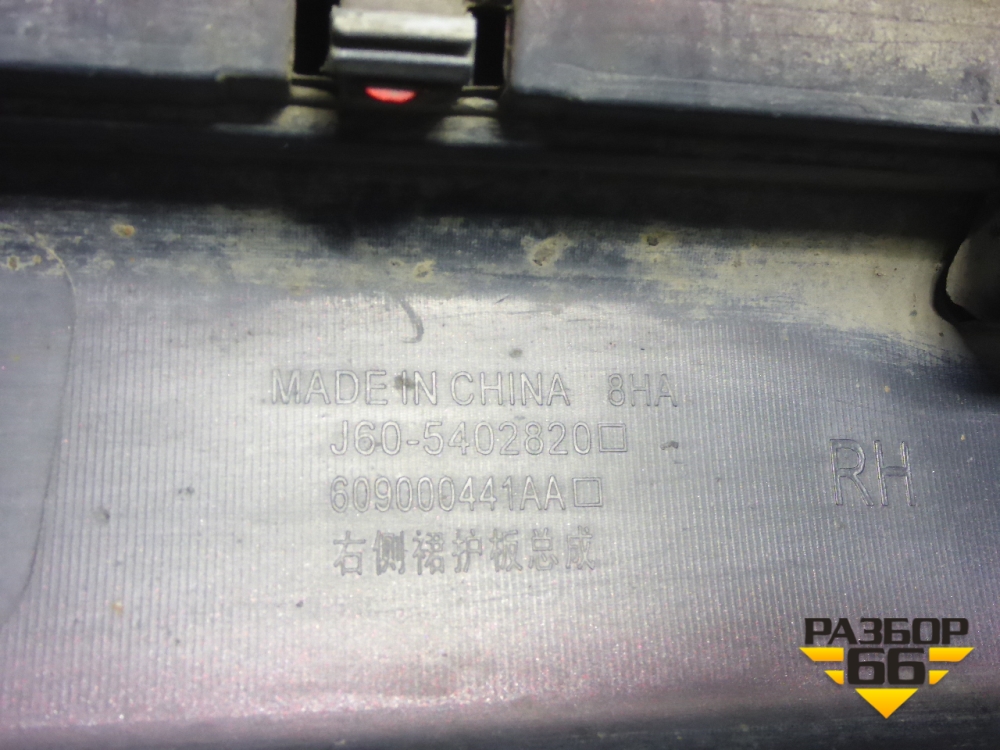 MADE IN CHINA 8HA
J60-5402820□
609000441AA□
右侧裙护板总成
RH
РАЗБОР
66